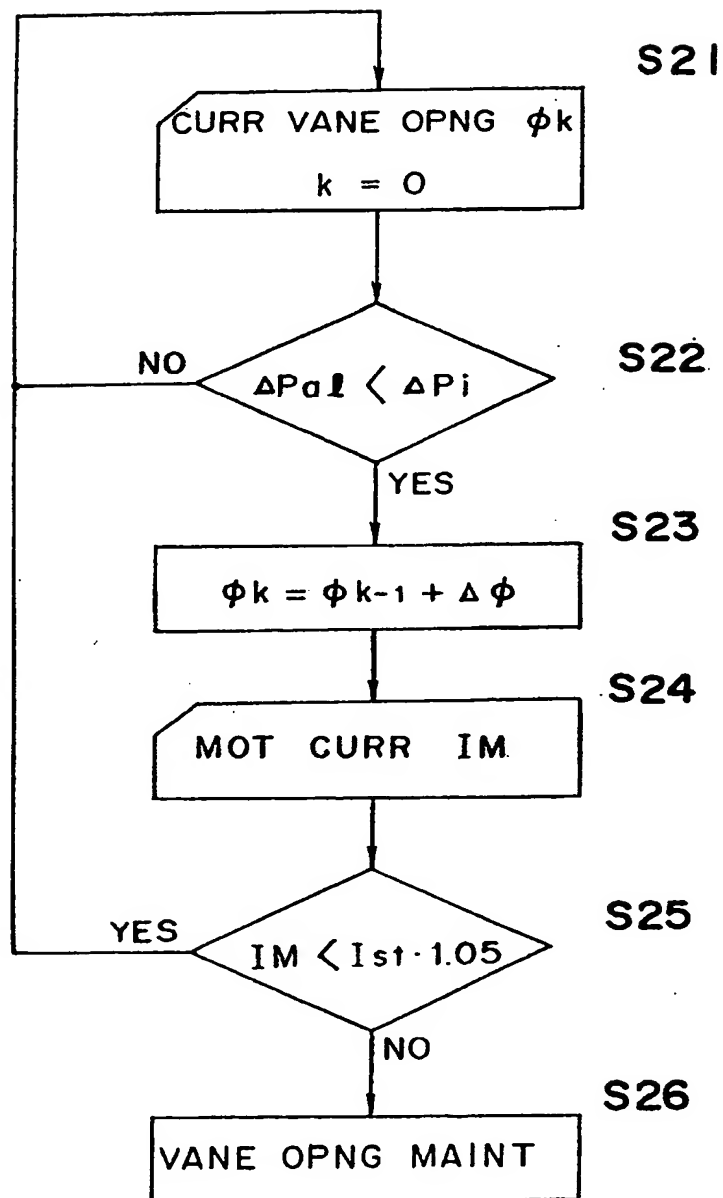 S21
CURR VANE OPNG ϕk
k = 0
S22
NO
ΔPal < ΔPi
YES
S23
ϕk = ϕk-1 + Δϕ
S24
MOT CURR IM
S25
YES
IM < Ist·1.05
NO
S26
VANE OPNG MAINT